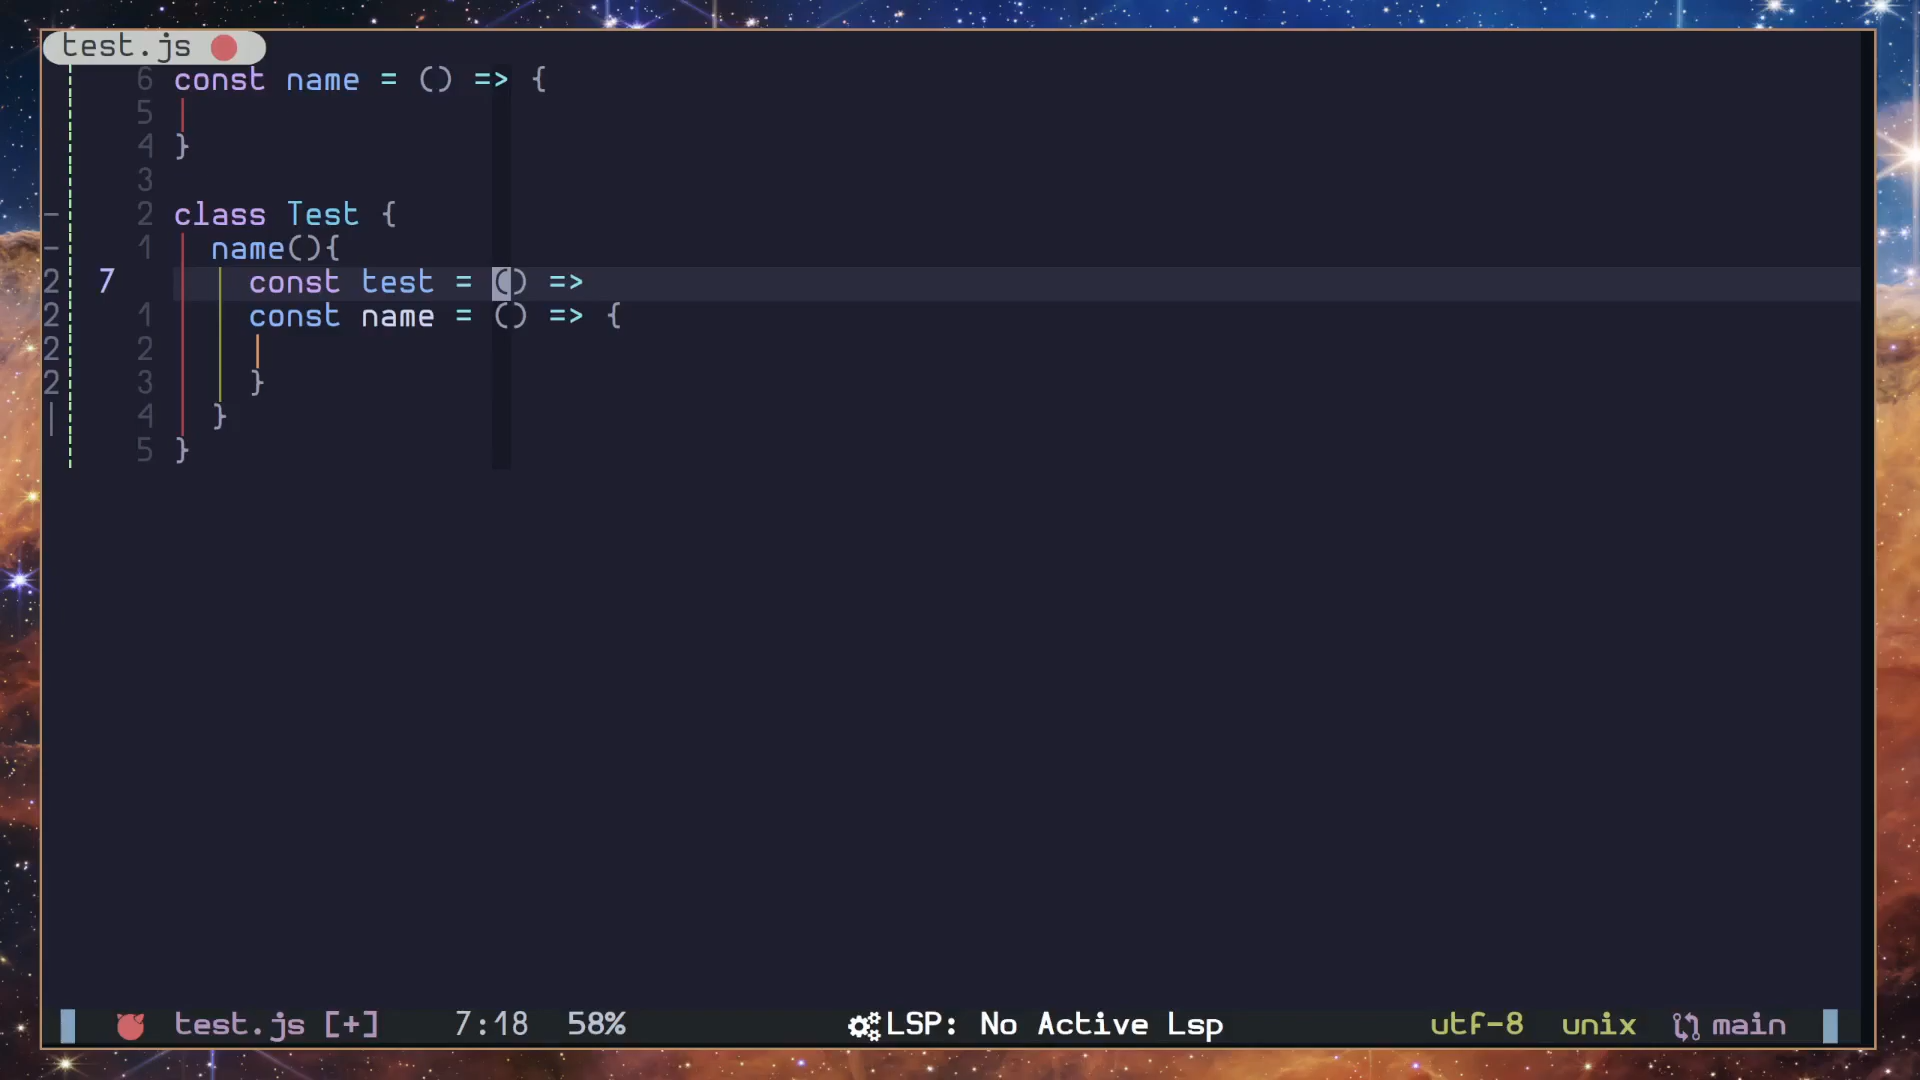 test.js
6 const name = () => {
5
4 }
3
- 2 class Test {
- 1 name(){
2 7 const test = () =>
2 1 const name = () => {
2 2
2 3 }
4 }
5 }
test.js [+] 7:18 58% LSP: No Active Lsp utf-8 unix main